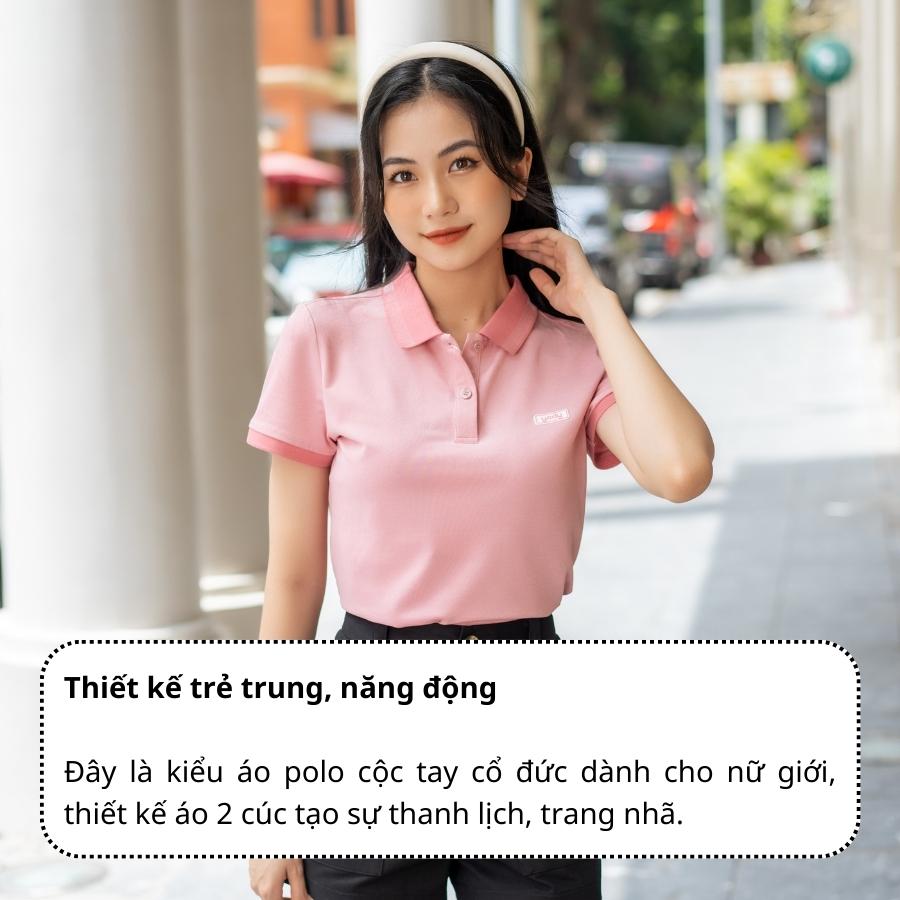 Thiết kế trẻ trung, năng động
Đây là kiểu áo polo cộc tay cổ đức dành cho nữ giới,
thiết kế áo 2 cúc tạo sự thanh lịch, trang nhã.